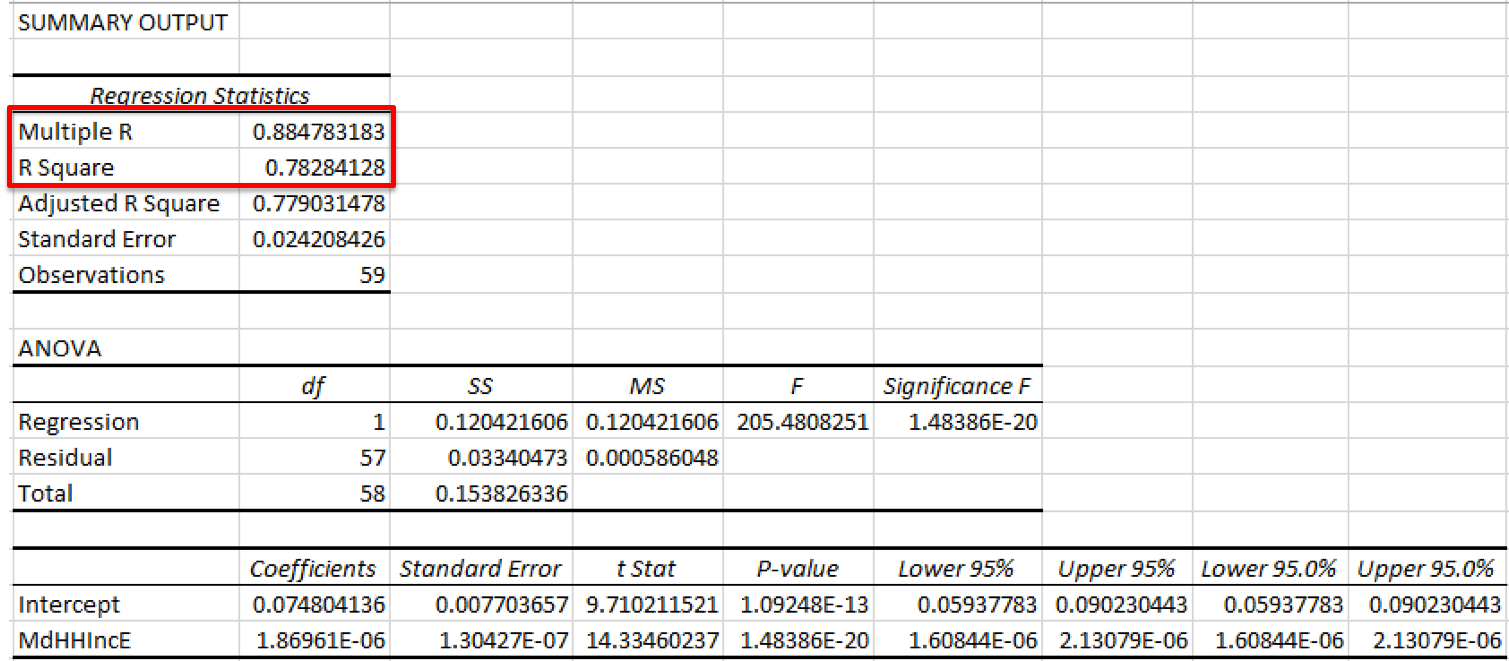 SUMMARY OUTPUT
Regression Statistics
Multiple R 0.884783183
R Square 0.78284128
Adjusted R Square 0.779031478
Standard Error 0.024208426
Observations 59
ANOVA
df SS MS F Significance F
Regression 1 0.120421606 0.120421606 205.4808251 1.48386E-20
Residual 57 0.03340473 0.000586048
Total 58 0.153826336
Coefficients Standard Error t Stat P-value Lower 95% Upper 95% Lower 95.0% Upper 95.0%
Intercept 0.074804136 0.007703657 9.710211521 1.09248E-13 0.05937783 0.090230443 0.05937783 0.090230443
MdHHIncE 1.86961E-06 1.30427E-07 14.33460237 1.48386E-20 1.60844E-06 2.13079E-06 1.60844E-06 2.13079E-06